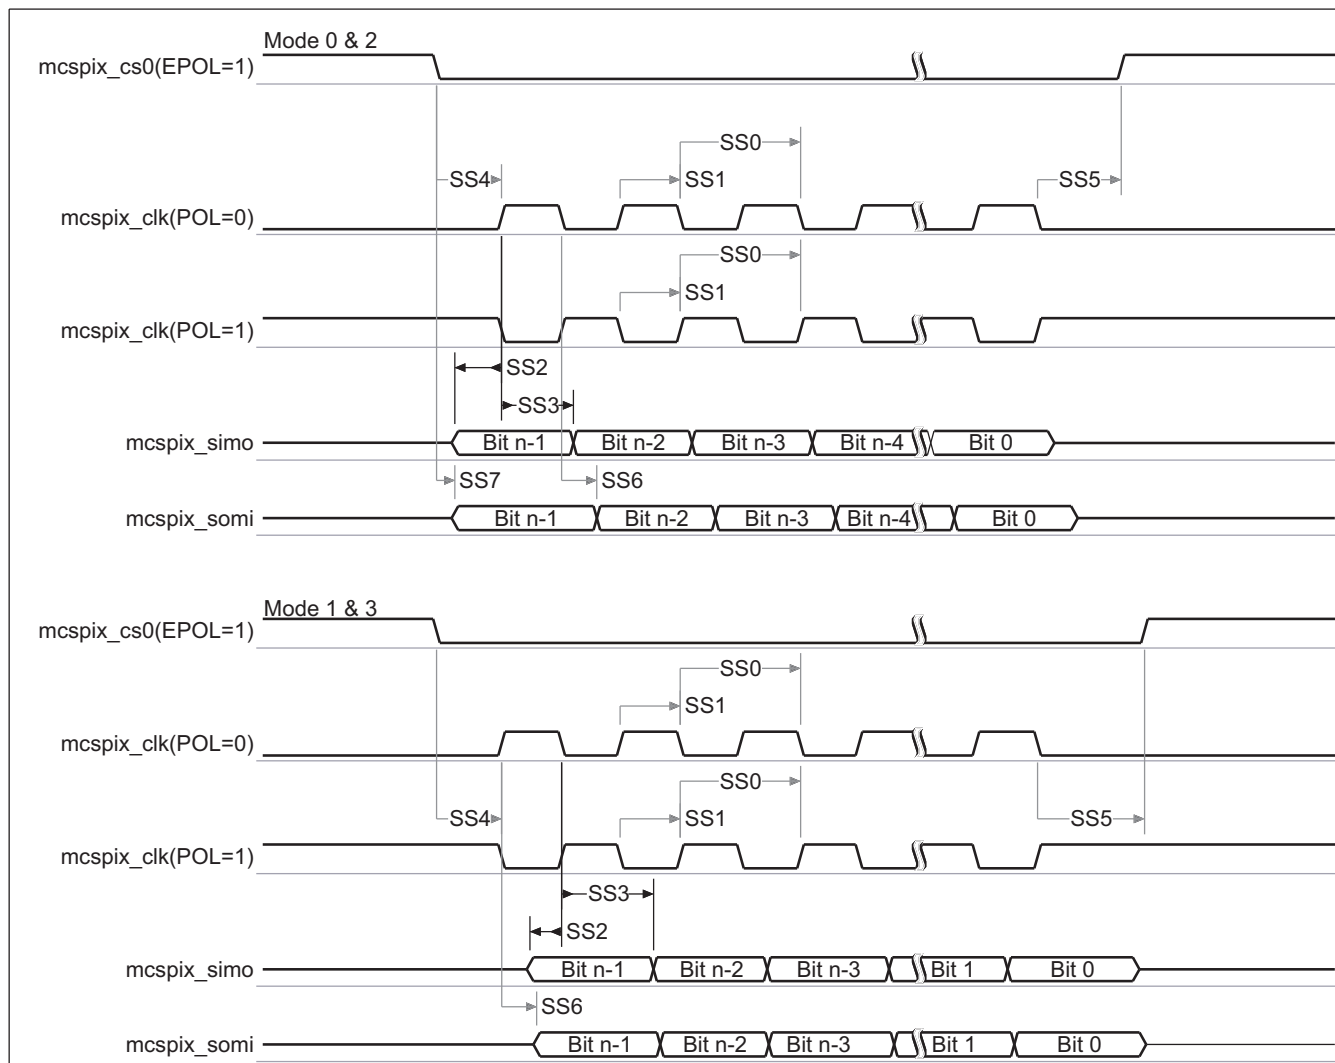 Mode 0 & 2
mcspix_cs0(EPOL=1)
SS0
SS4 SS1 SS5
mcspix_clk(POL=0)
SS0
SS1
mcspix_clk(POL=1)
SS2
SS3
mcspix_simo Bit n-1 Bit n-2 Bit n-3 Bit n-4 Bit 0
SS7 SS6
mcspix_somi Bit n-1 Bit n-2 Bit n-3 Bit n-4 Bit 0
Mode 1 & 3
mcspix_cs0(EPOL=1)
SS0
SS1
mcspix_clk(POL=0)
SS0
SS4 SS1 SS5
mcspix_clk(POL=1)
SS3
SS2
mcspix_simo Bit n-1 Bit n-2 Bit n-3 Bit 1 Bit 0
SS6
mcspix_somi Bit n-1 Bit n-2 Bit n-3 Bit 1 Bit 0